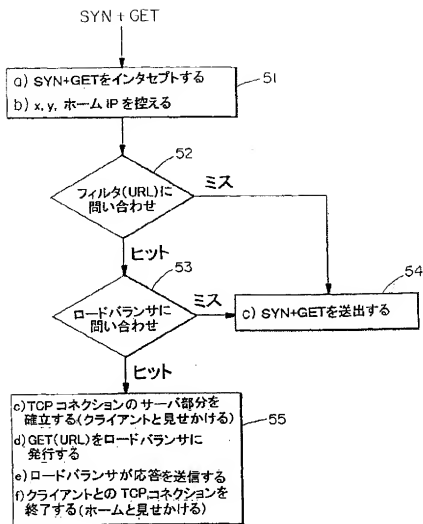 SYN + GET
a) SYN+GETをインタセプトする
b) x, y, ホームIPを控える
51
52
フィルタ(URL)に
問い合わせ
ミス
ヒット
53
ロードバランサ
に問い合わせ
ミス
54
c) SYN+GETを送出する
ヒット
c)TCPコネクションのサーバ部分を
確立する(クライアントと見せかける)
d)GET(URL)をロードバランサに
発行する
e)ロードバランサが応答を送信する
f)クライアントとのTCPコネクションを
終了する(ホームと見せかける)
55